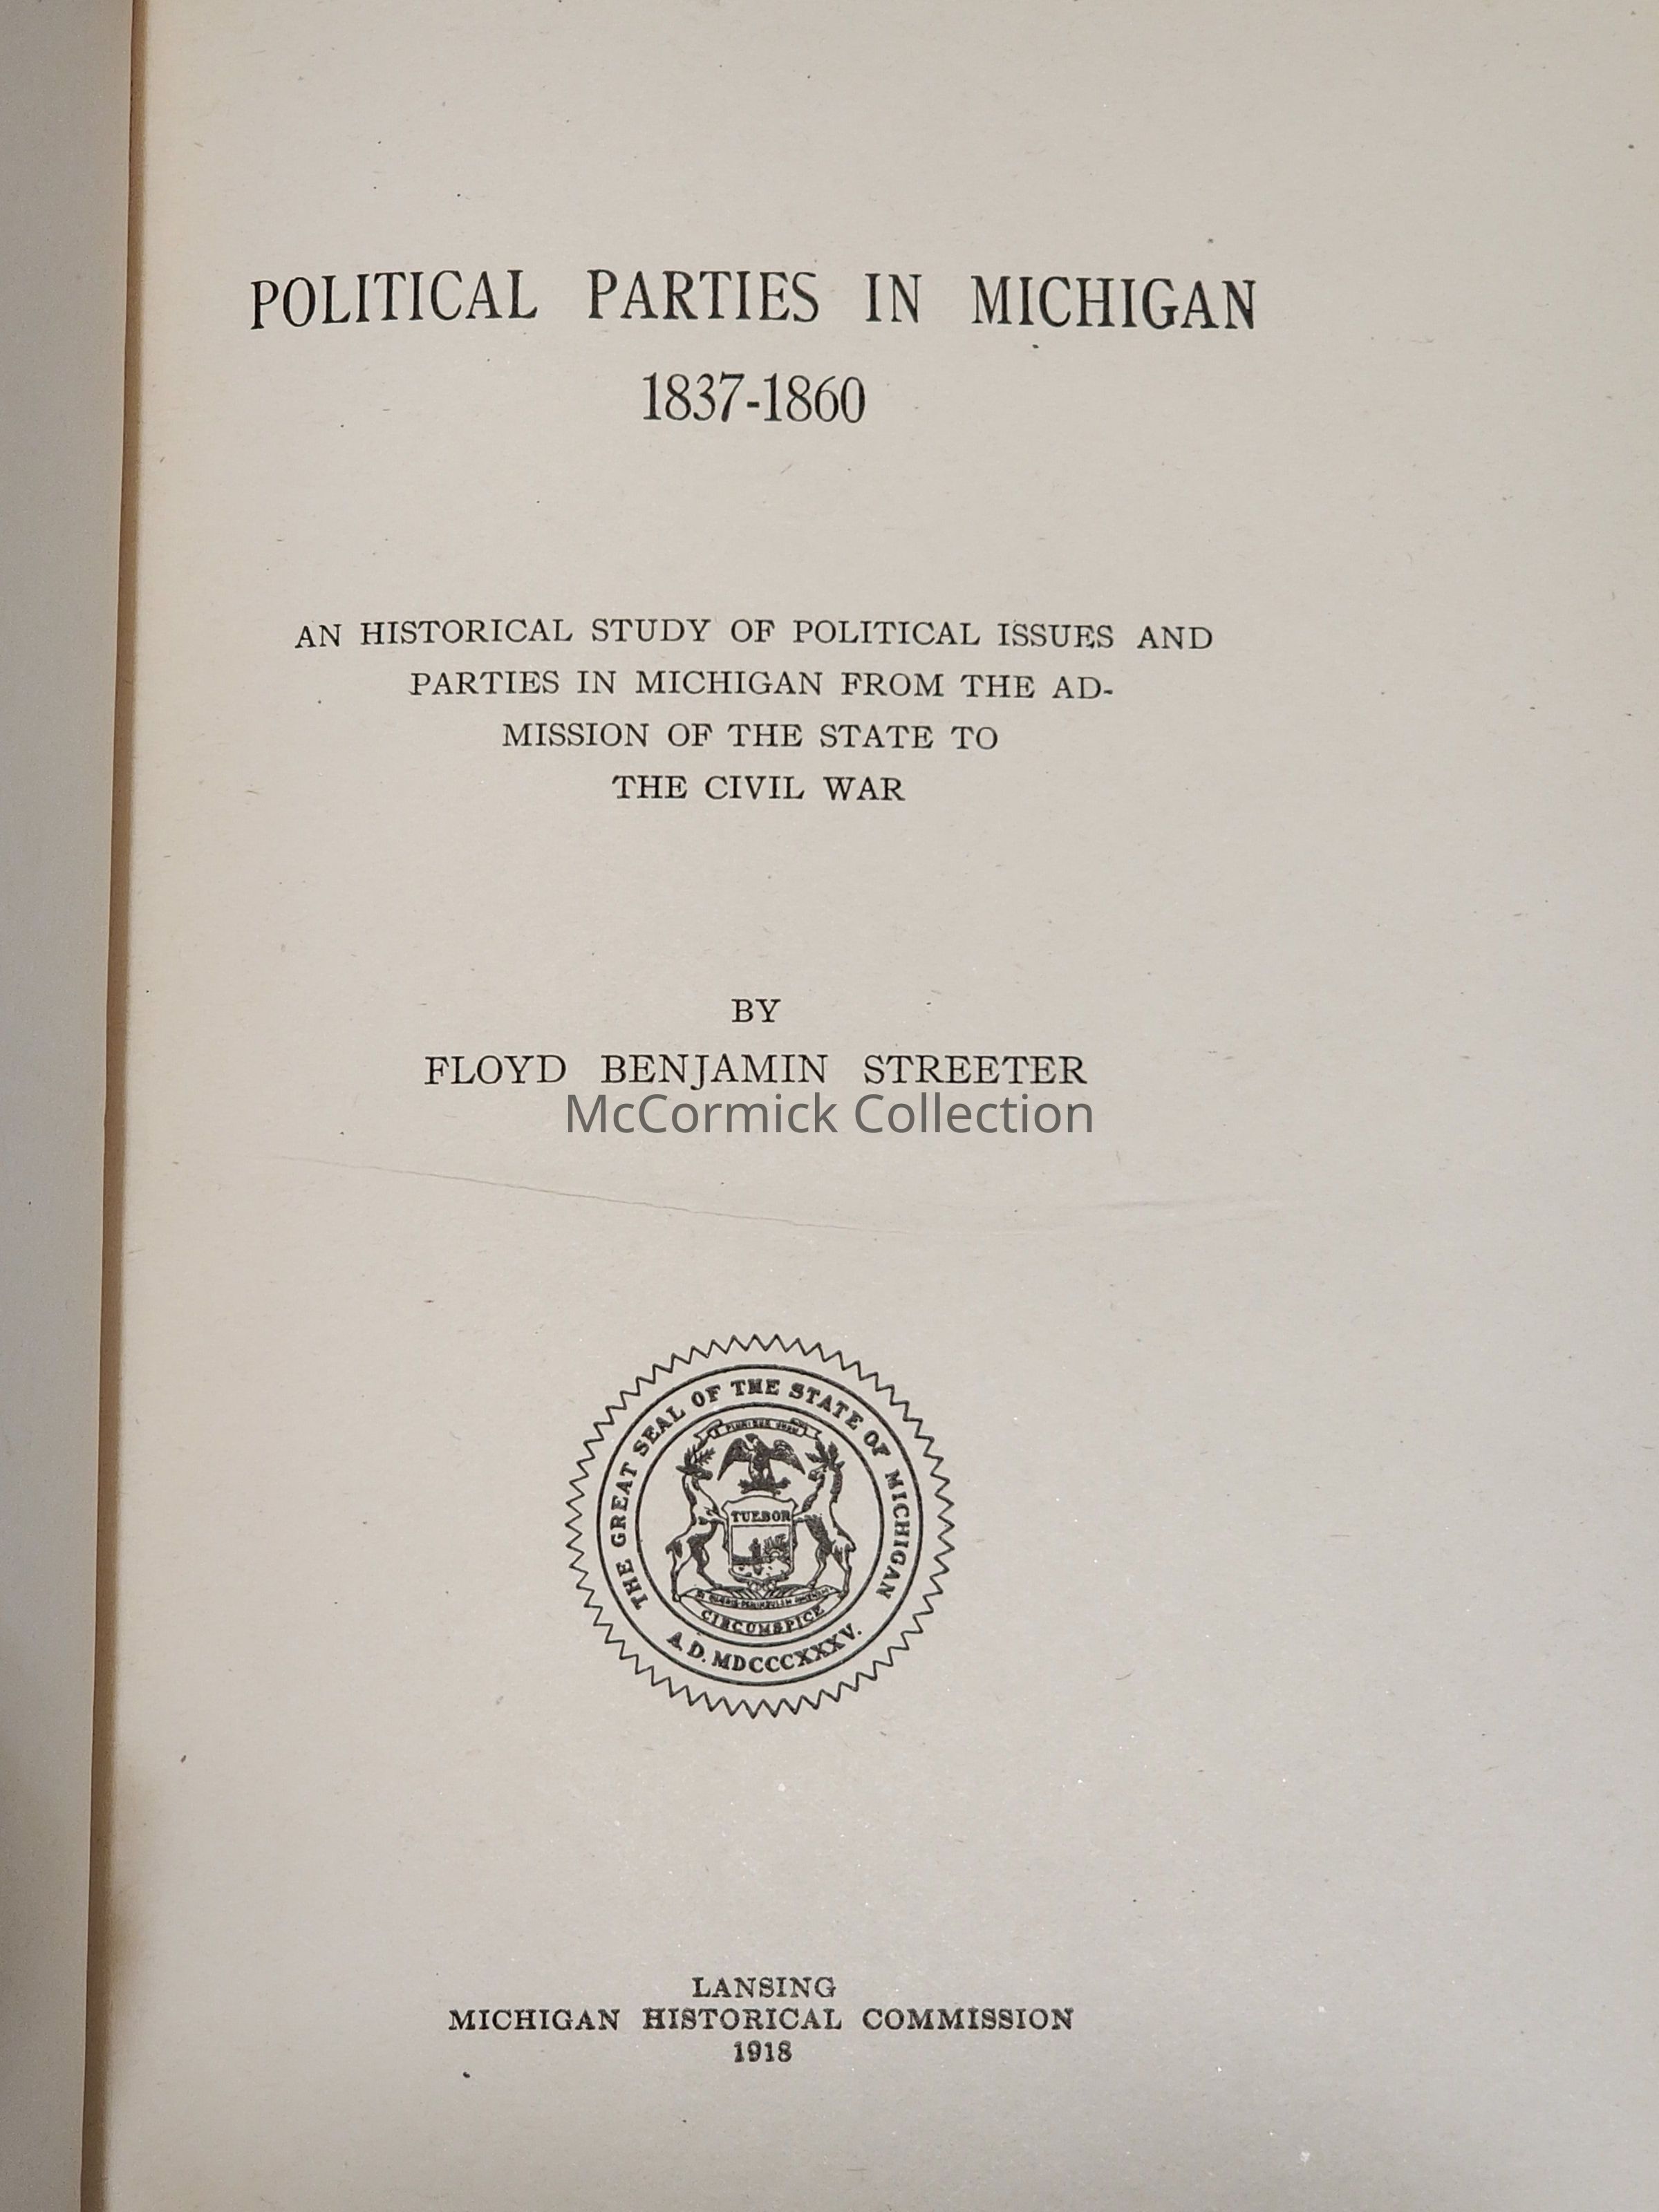 POLITICAL PARTIES IN MICHIGAN
1837-1860
AN HISTORICAL STUDY OF POLITICAL ISSUES AND
PARTIES IN MICHIGAN FROM THE AD-
MISSION OF THE STATE TO
THE CIVIL WAR
BY
FLOYD BENJAMIN STREETER
McCormick Collection
THE GREAT SEAL OF THE STATE OF MICHIGAN
E PLURIBUS UNUM
TUEBOR
CIRCUMSPICE
A.D. MDCCCXXXV.
LANSING
MICHIGAN HISTORICAL COMMISSION
1918